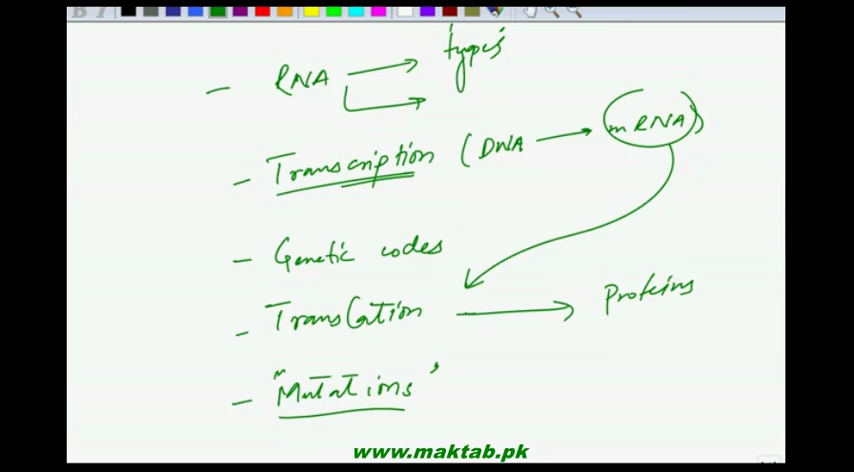 - RNA → types
- Transcription (DNA → mRNA)
- Genetic codes
- Translation → Proteins
- "Mutations"
www.maktab.pk